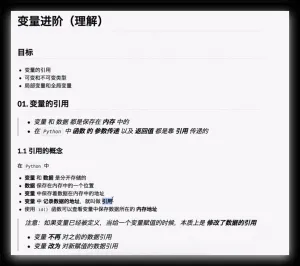 变量进阶（理解）
目标
变量的引用
可变和不可变类型
局部变量和全局变量
01. 变量的引用
变量 和 数据 都是保存在 内存 中的
在 Python 中 函数 的 参数传递 以及 返回值 都是靠 引用 传递的
1.1 引用的概念
在 Python 中
变量 和 数据 是分开存储的
数据 保存在内存中的一个位置
变量 中保存着数据在内存中的地址
变量 中 记录数据的地址，就叫做 引用
使用 id() 函数可以查看变量中保存数据所在的 内存地址
注意：如果变量已经被定义，当给一个变量赋值的时候，本质上是 修改了数据的引用
变量 不再 对之前的数据引用
变量 改为 对新赋值的数据引用